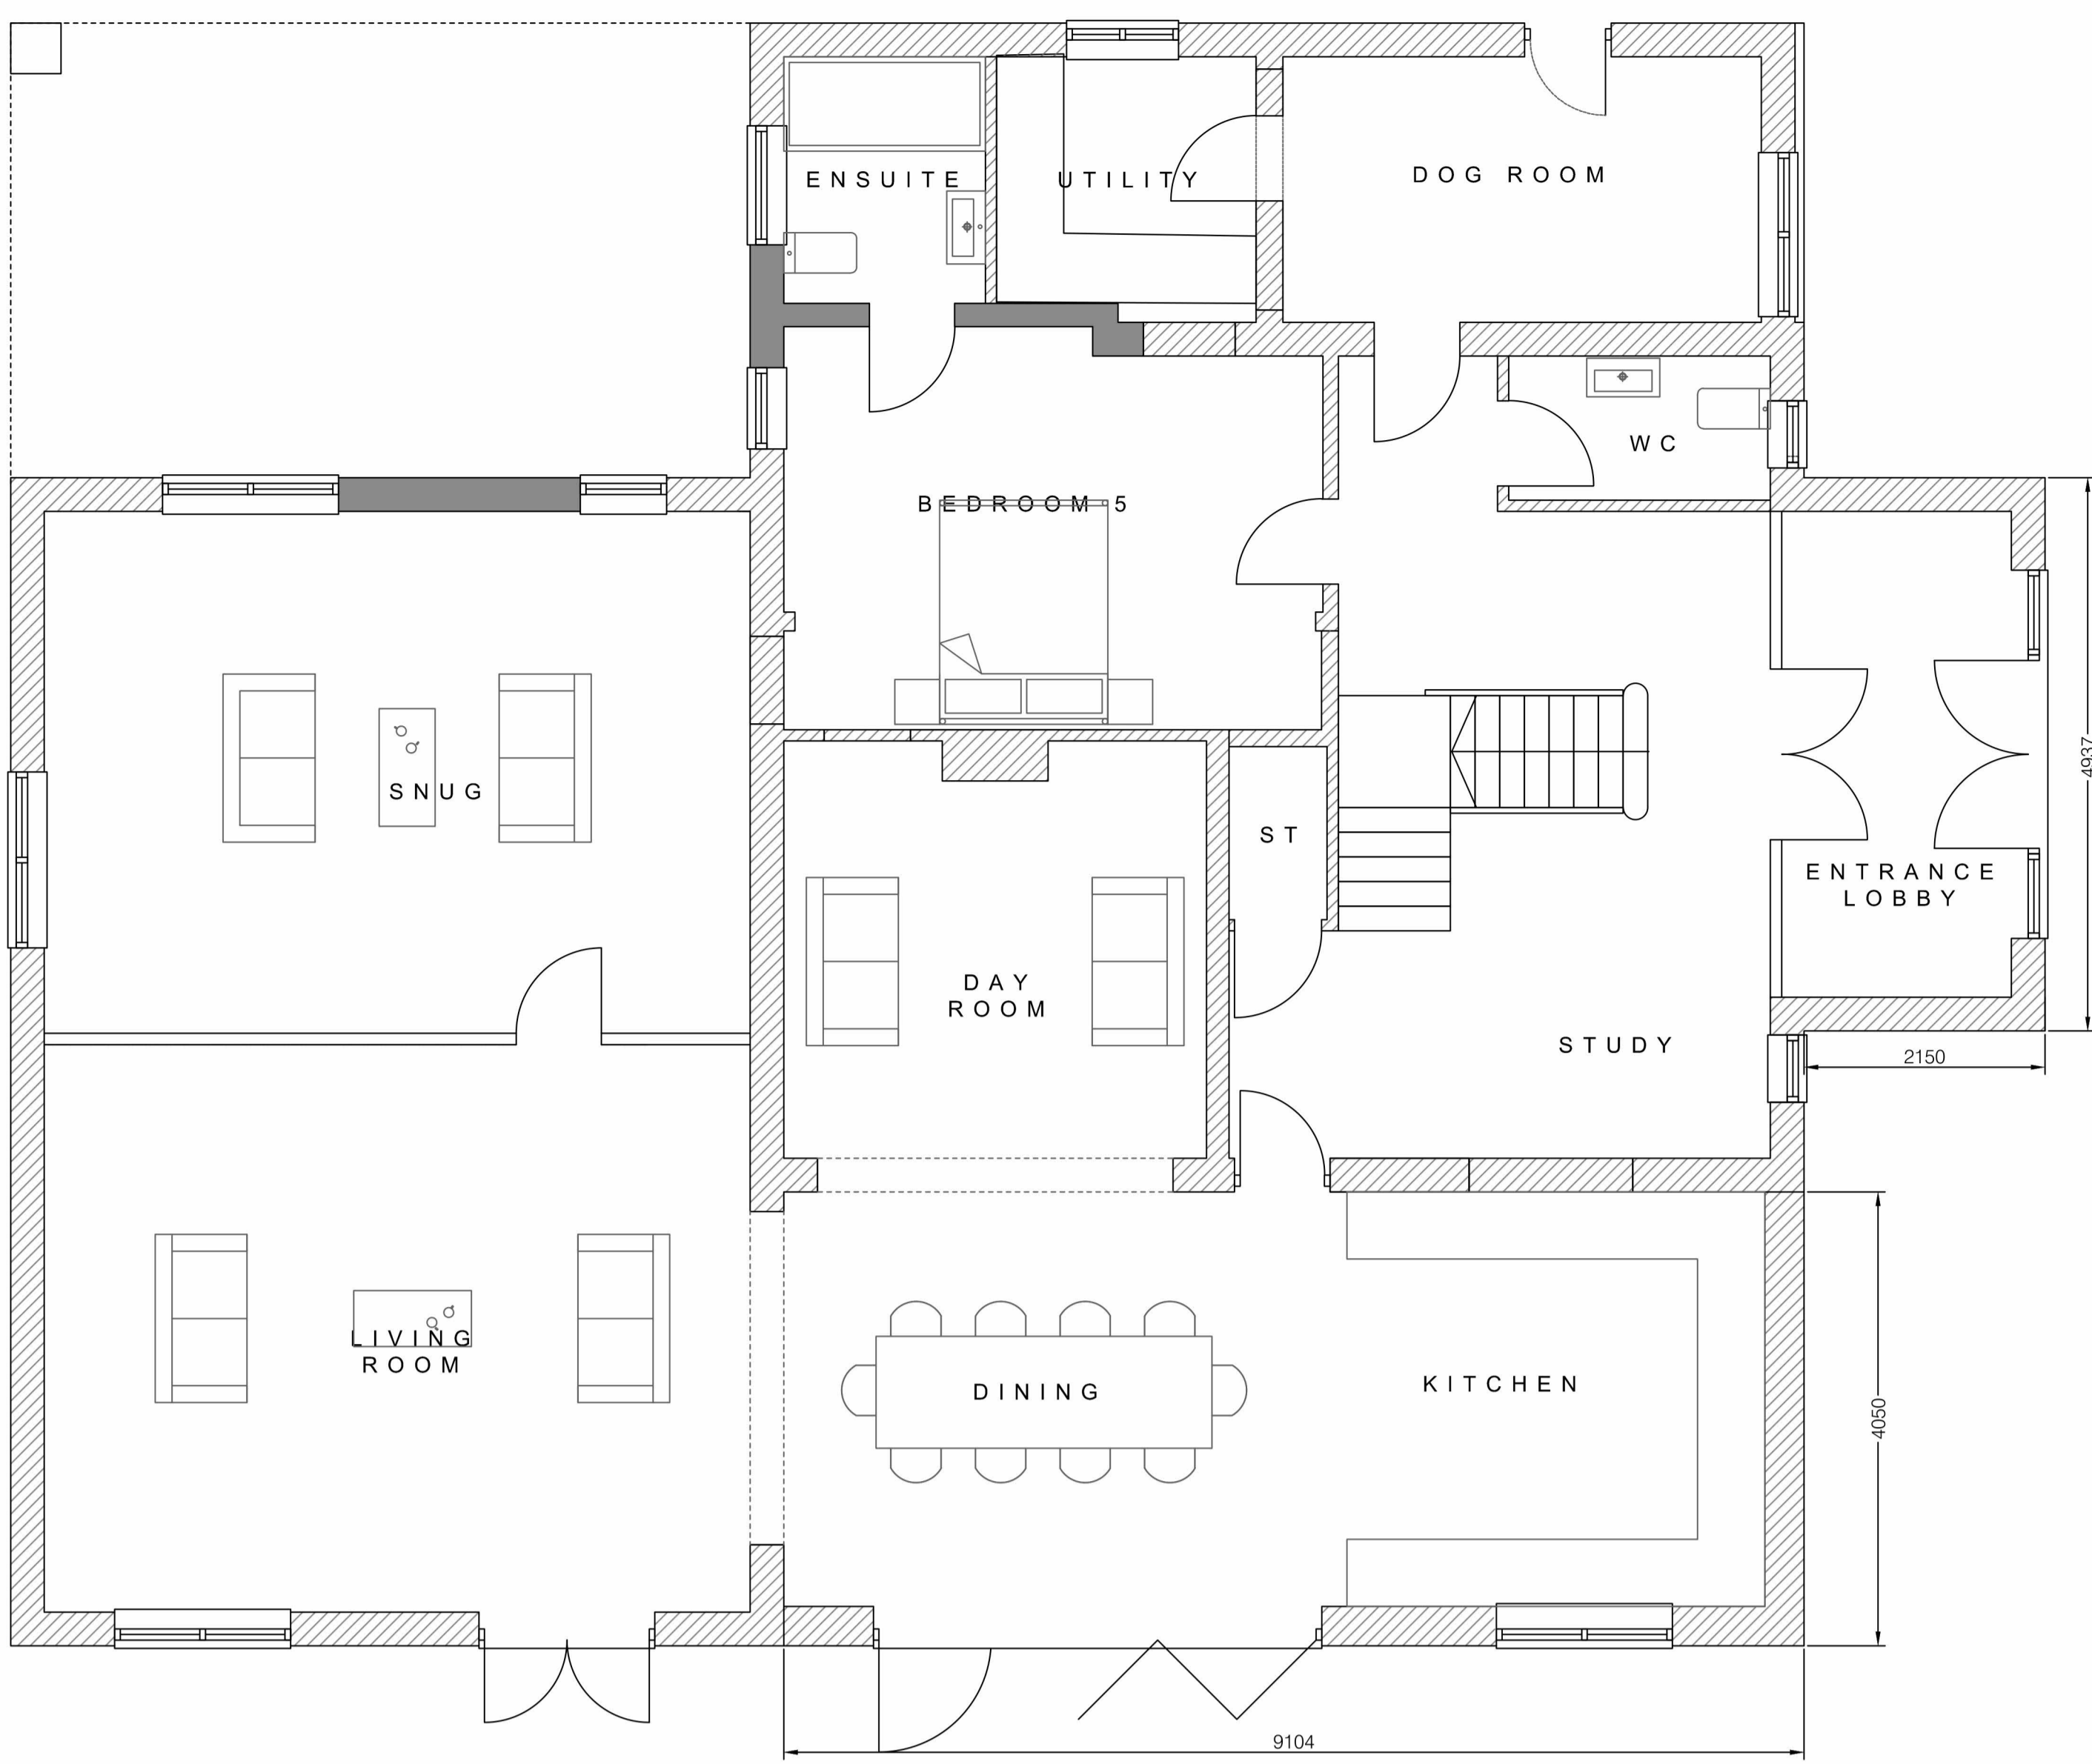 ENSUITE
UTILITY
DOG ROOM
WC
BEDROOM 5
SNUG
ST
ENTRANCE
LOBBY
4937
DAY
ROOM
STUDY
2150
LIVING
ROOM
DINING
KITCHEN
4050
9104